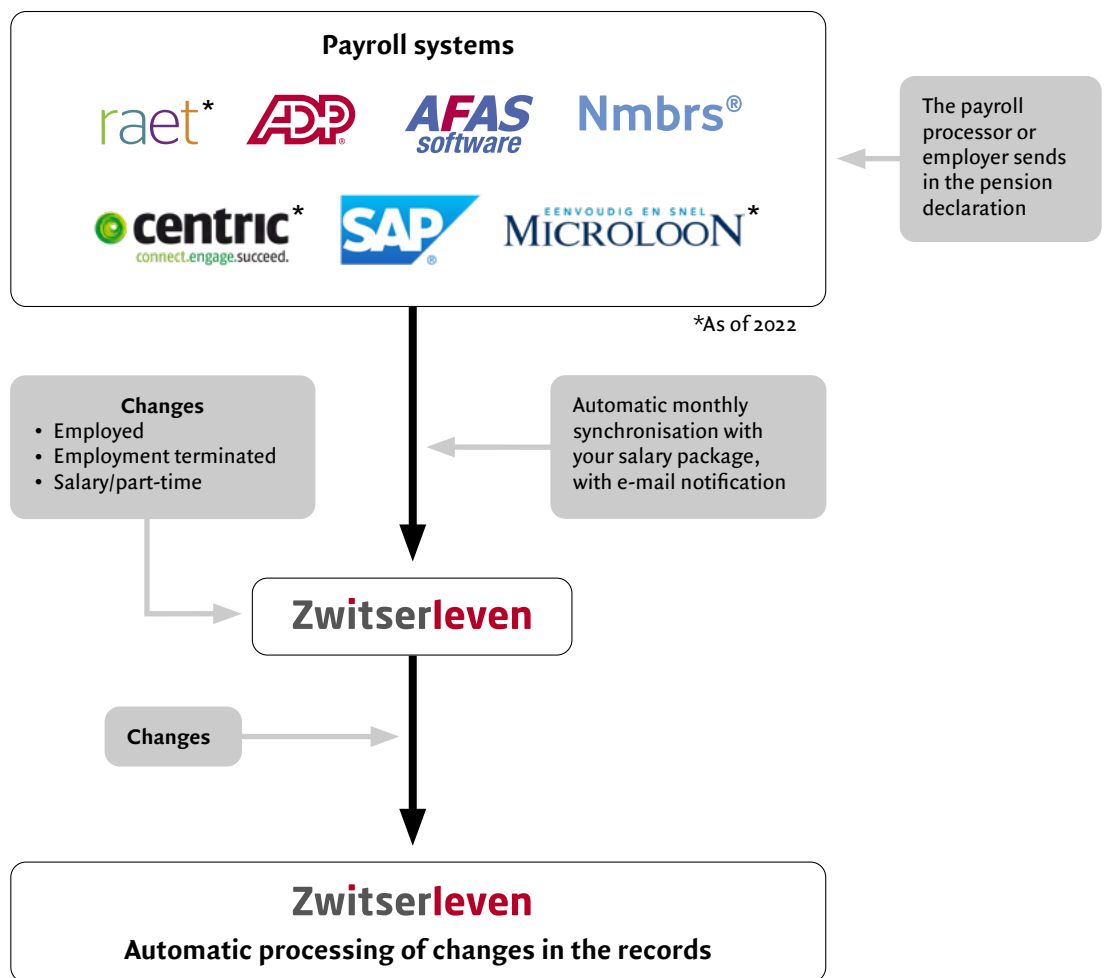 Payroll systems
raet*
ADP®
AFAS
software
Nmbrs®
centric*
connect.engage.succeed.
SAP®
EENVOUDIG EN SNEL
MICROLOON*
The payroll
processor or
employer sends
in the pension
declaration
*As of 2022
Changes
• Employed
• Employment terminated
• Salary/part-time
Automatic monthly
synchronisation with
your salary package,
with e-mail notification
Zwitserleven
Changes
Zwitserleven
Automatic processing of changes in the records